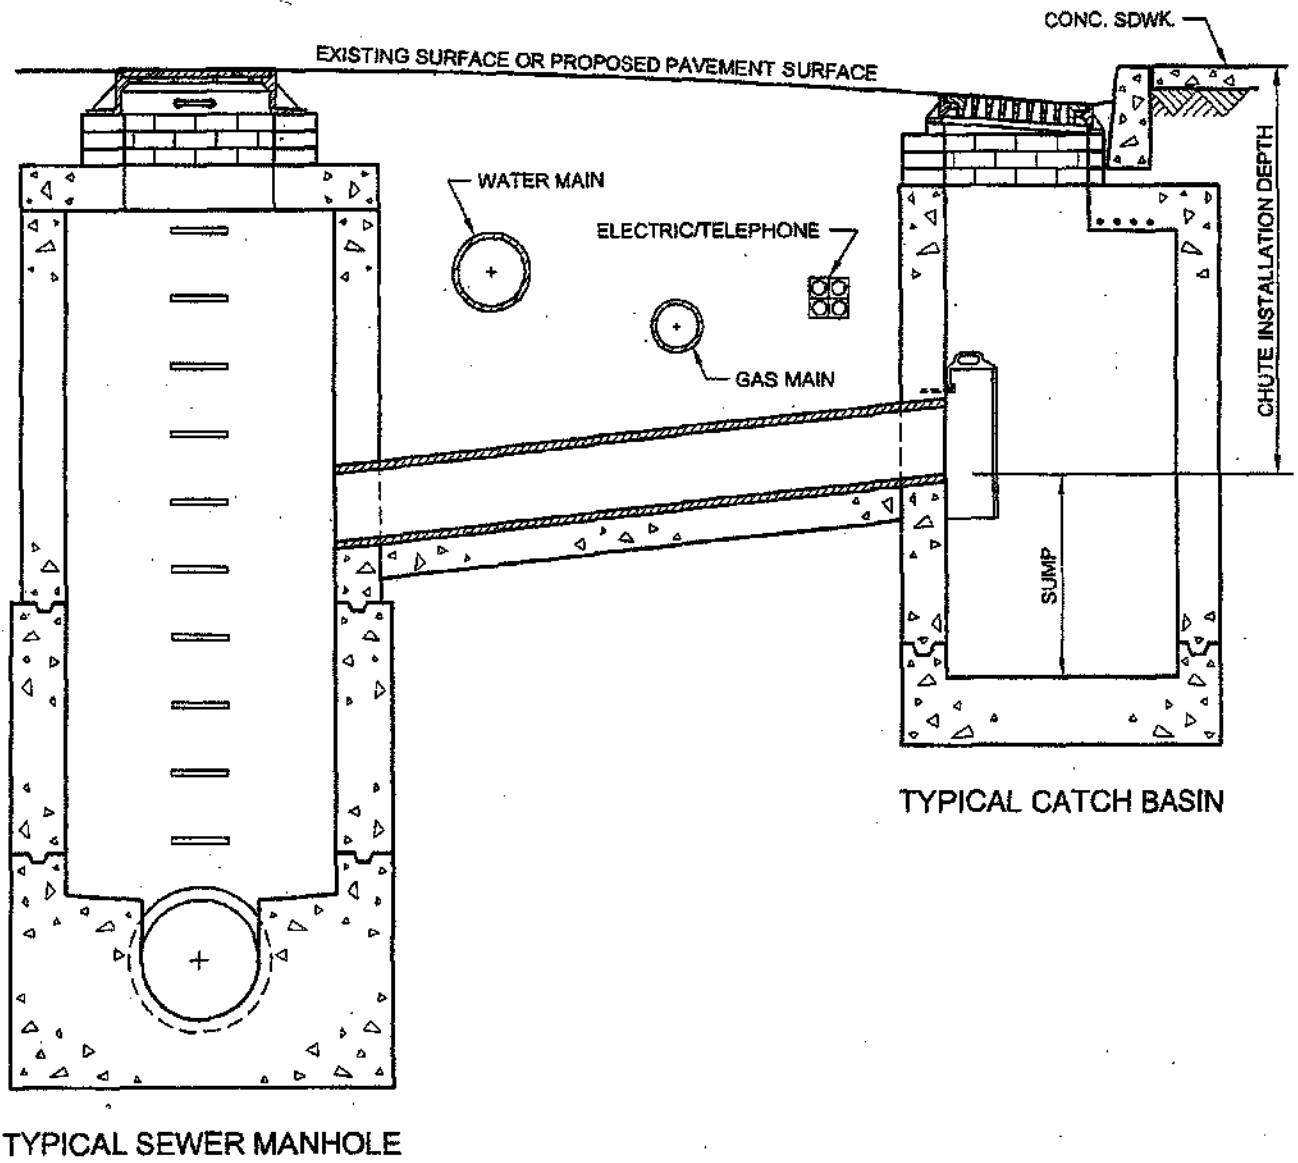 CONC. SDWK.
EXISTING SURFACE OR PROPOSED PAVEMENT SURFACE
WATER MAIN
ELECTRIC/TELEPHONE
GAS MAIN
CHUTE INSTALLATION DEPTH
SUMP
TYPICAL CATCH BASIN
TYPICAL SEWER MANHOLE